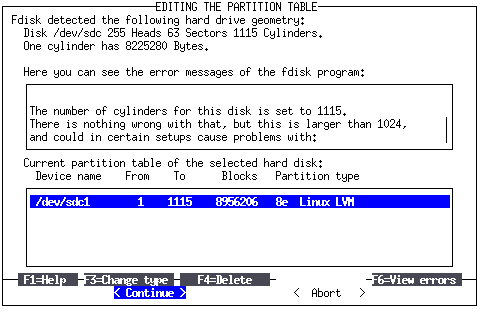 EDITING THE PARTITION TABLE
Fdisk detected the following hard drive geometry:
Disk /dev/sdc 255 Heads 63 Sectors 1115 Cylinders.
One cylinder has 8225280 Bytes.
Here you can see the error messages of the fdisk program:
The number of cylinders for this disk is set to 1115.
There is nothing wrong with that, but this is larger than 1024,
and could in certain setups cause problems with:
Current partition table of the selected hard disk:
Device name From To Blocks Partition type
/dev/sdc1 1 1115 8956206 8e Linux LVM
F1=Help F3=Change type F4=Delete F6=View errors
< Continue > < Abort >